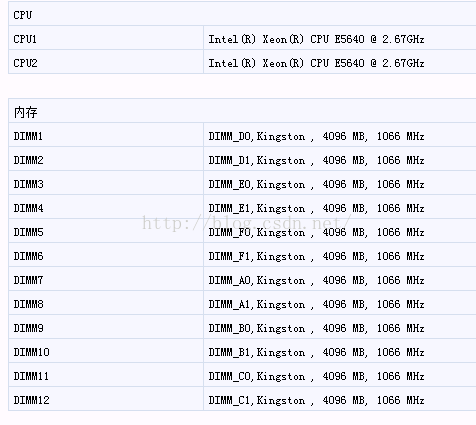 CPU
CPU1 Intel(R) Xeon(R) CPU E5640 @ 2.67GHz
CPU2 Intel(R) Xeon(R) CPU E5640 @ 2.67GHz
内存
DIMM1 DIMM_D0,Kingston , 4096 MB, 1066 MHz
DIMM2 DIMM_D1,Kingston , 4096 MB, 1066 MHz
DIMM3 DIMM_E0,Kingston , 4096 MB, 1066 MHz
DIMM4 DIMM_E1,Kingston , 4096 MB, 1066 MHz
http://blog.csdn.net/
DIMM5 DIMM_F0,Kingston , 4096 MB, 1066 MHz
DIMM6 DIMM_F1,Kingston , 4096 MB, 1066 MHz
DIMM7 DIMM_A0,Kingston , 4096 MB, 1066 MHz
DIMM8 DIMM_A1,Kingston , 4096 MB, 1066 MHz
DIMM9 DIMM_B0,Kingston , 4096 MB, 1066 MHz
DIMM10 DIMM_B1,Kingston , 4096 MB, 1066 MHz
DIMM11 DIMM_C0,Kingston , 4096 MB, 1066 MHz
DIMM12 DIMM_C1,Kingston , 4096 MB, 1066 MHz